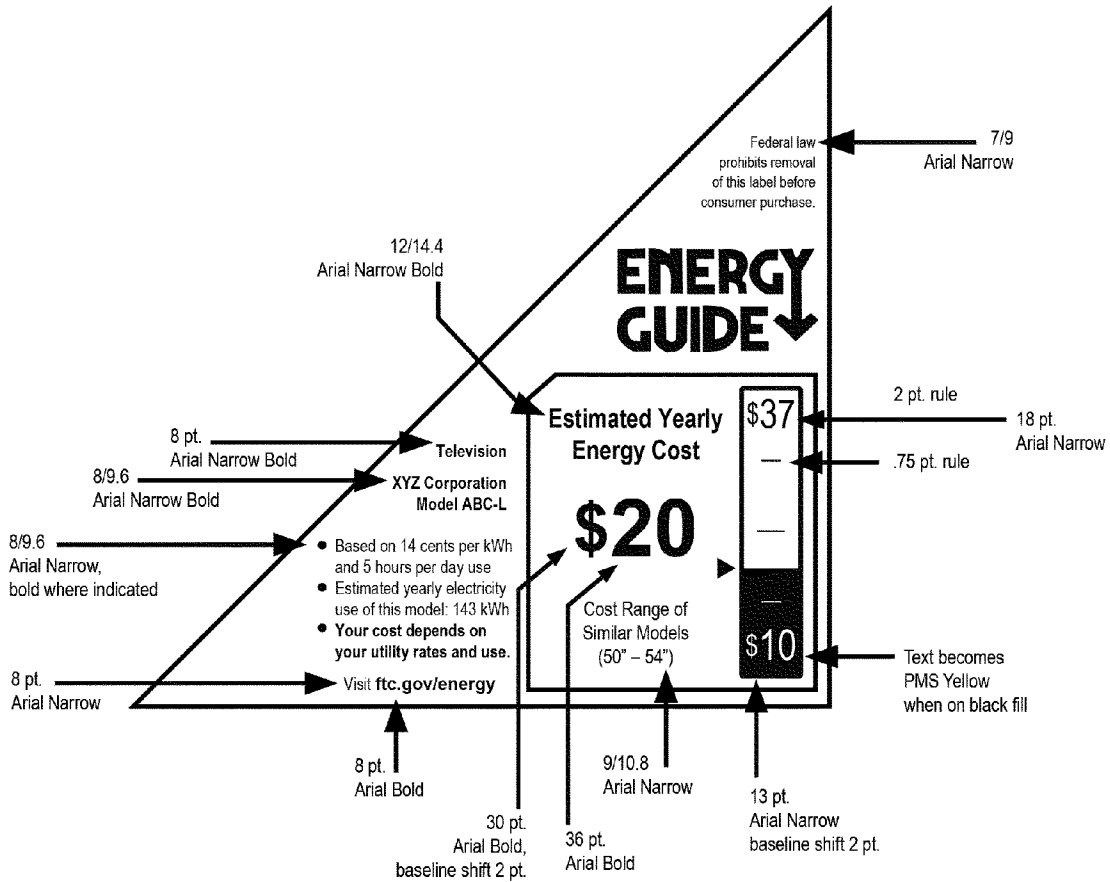 Federal law
prohibits removal
of this label before
consumer purchase.
7/9
Arial Narrow
12/14.4
Arial Narrow Bold
ENERGY
GUIDE
Estimated Yearly
Energy Cost
$20
Cost Range of
Similar Models
(50” – 54”)
$37
$10
2 pt. rule
18 pt.
Arial Narrow
.75 pt. rule
8 pt.
Arial Narrow Bold
Television
8/9.6
Arial Narrow Bold
XYZ Corporation
Model ABC-L
8/9.6
Arial Narrow,
bold where indicated
• Based on 14 cents per kWh
and 5 hours per day use
• Estimated yearly electricity
use of this model: 143 kWh
• Your cost depends on
your utility rates and use.
8 pt.
Arial Narrow
Visit ftc.gov/energy
Text becomes
PMS Yellow
when on black fill
8 pt.
Arial Bold
30 pt.
Arial Bold,
baseline shift 2 pt.
36 pt.
Arial Bold
9/10.8
Arial Narrow
13 pt.
Arial Narrow
baseline shift 2 pt.